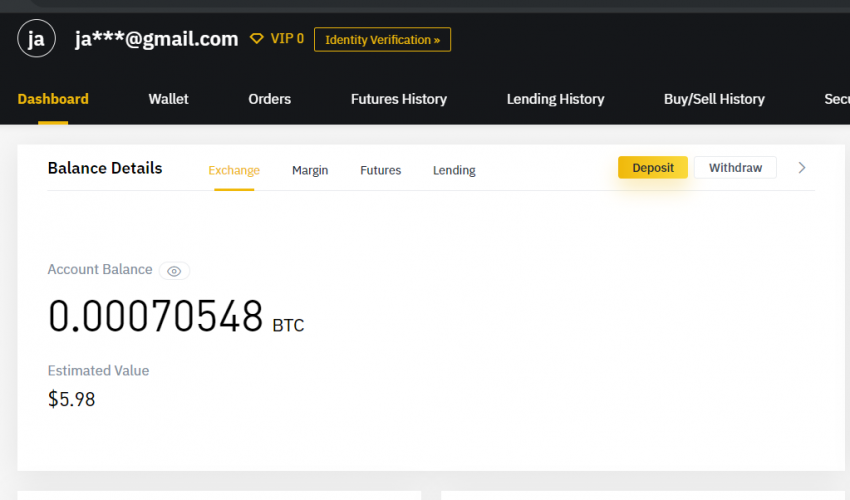 ja ja***@gmail.com VIP 0 Identity Verification »
Dashboard Wallet Orders Futures History Lending History Buy/Sell History
Balance Details Exchange Margin Futures Lending Deposit Withdraw
Account Balance
0.00070548 BTC
Estimated Value
$5.98